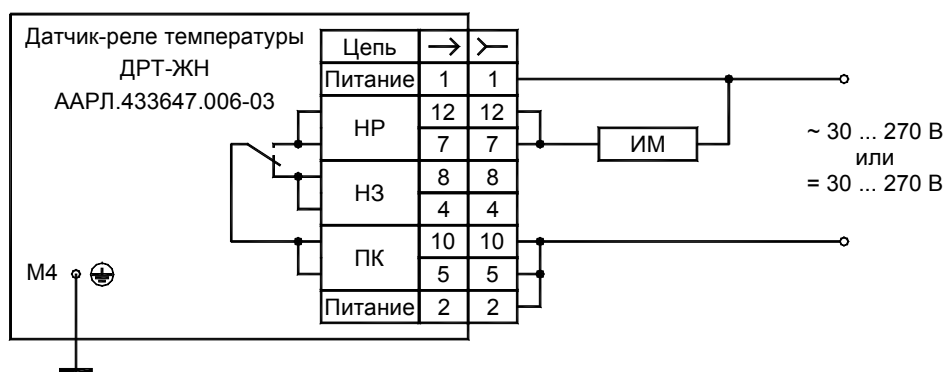 Датчик-реле температуры
ДРТ-ЖН
ААРЛ.433647.006-03
Цепь
Питание 1 1
НР
12 12
7 7
НЗ
8 8
4 4
ПК
10 10
5 5
Питание 2 2
ИМ
~ 30 ... 270 В
или
= 30 ... 270 В
М4